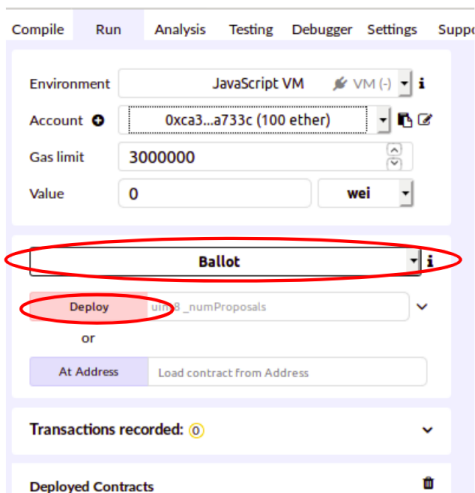 Compile Run Analysis Testing Debugger Settings Suppo
Environment JavaScript VM VM (-) i
Account 0xca3...a733c (100 ether)
Gas limit 3000000
Value 0 wei
Ballot i
Deploy uint8 _numProposals
or
At Address Load contract from Address
Transactions recorded: 0
Deployed Contracts